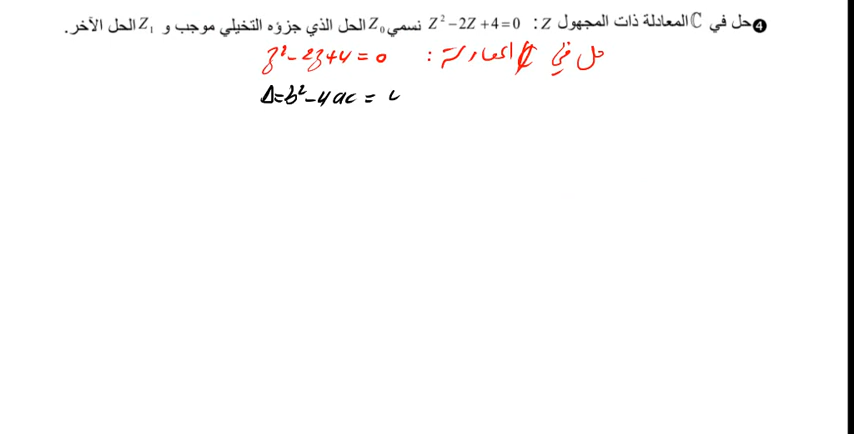 ❹حل في ℂ المعادلة ذات المجهول Z : Z²−2Z+4=0 نسمي Z₀ الحل الذي جزؤه التخيلي موجب و Z₁ الحل الآخر.
حل في ℂ المعادلة : z²−2z+4=0
Δ=b²−4ac =